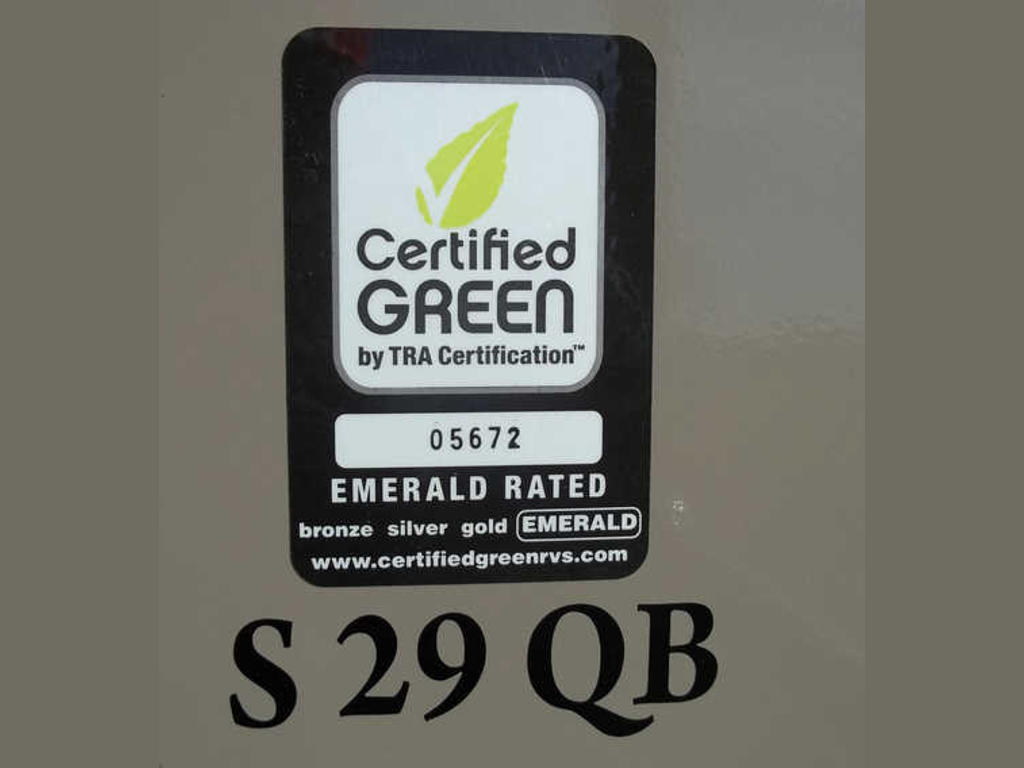 Certified
GREEN
by TRA Certification™
05672
EMERALD RATED
bronze silver gold EMERALD
www.certifiedgreenrvs.com
S 29 QB